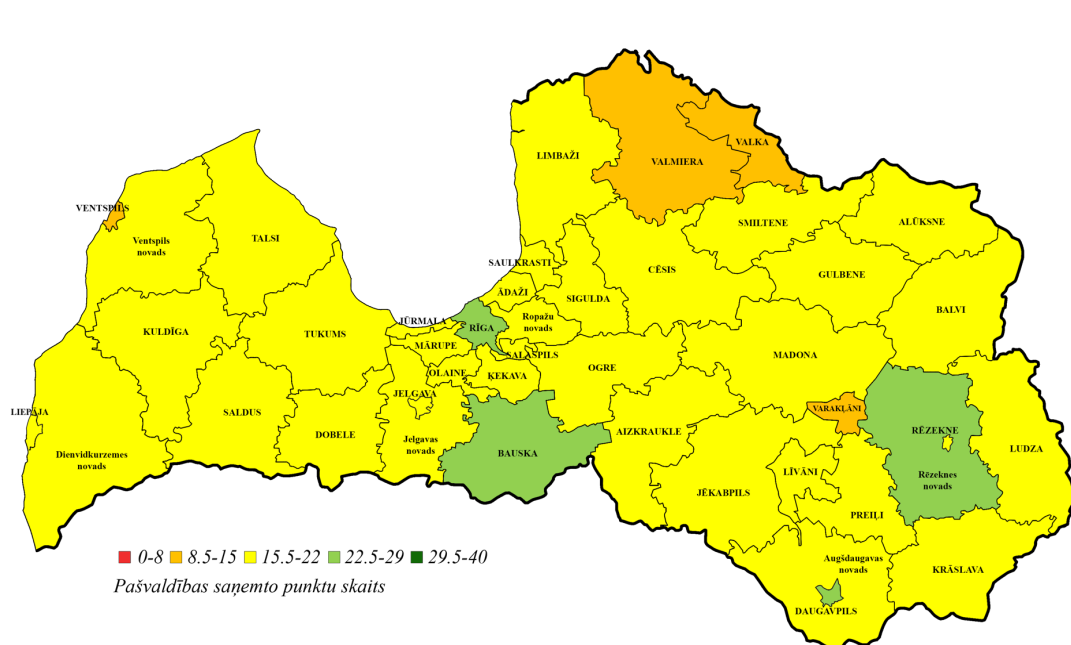 LIMBAŽI
VALMIERA
VALKA
VENTSPILS
Ventspils
novads
TALSI
SMILTENE
ALŪKSNE
SAULKRASTI
CĒSIS
GULBENE
ĀDAŽI
SIGULDA
BALVI
KULDĪGA
TUKUMS
JŪRMALA
RĪGA
Ropažu
novads
MĀRUPE
SALASPILS
MADONA
OLAINE
ĶEKAVA
OGRE
JELGAVA
LIEPĀJA
SALDUS
DOBELE
Jelgavas
novads
BAUSKA
AIZKRAUKLE
VARAKĻĀNI
RĒZEKNE
LUDZA
Dienvidkurzemes
novads
JĒKABPILS
LĪVĀNI
Rēzeknes
novads
PREIĻI
Augšdaugavas
novads
KRĀSLAVA
DAUGAVPILS
0-8 8.5-15 15.5-22 22.5-29 29.5-40
Pašvaldības saņemto punktu skaits